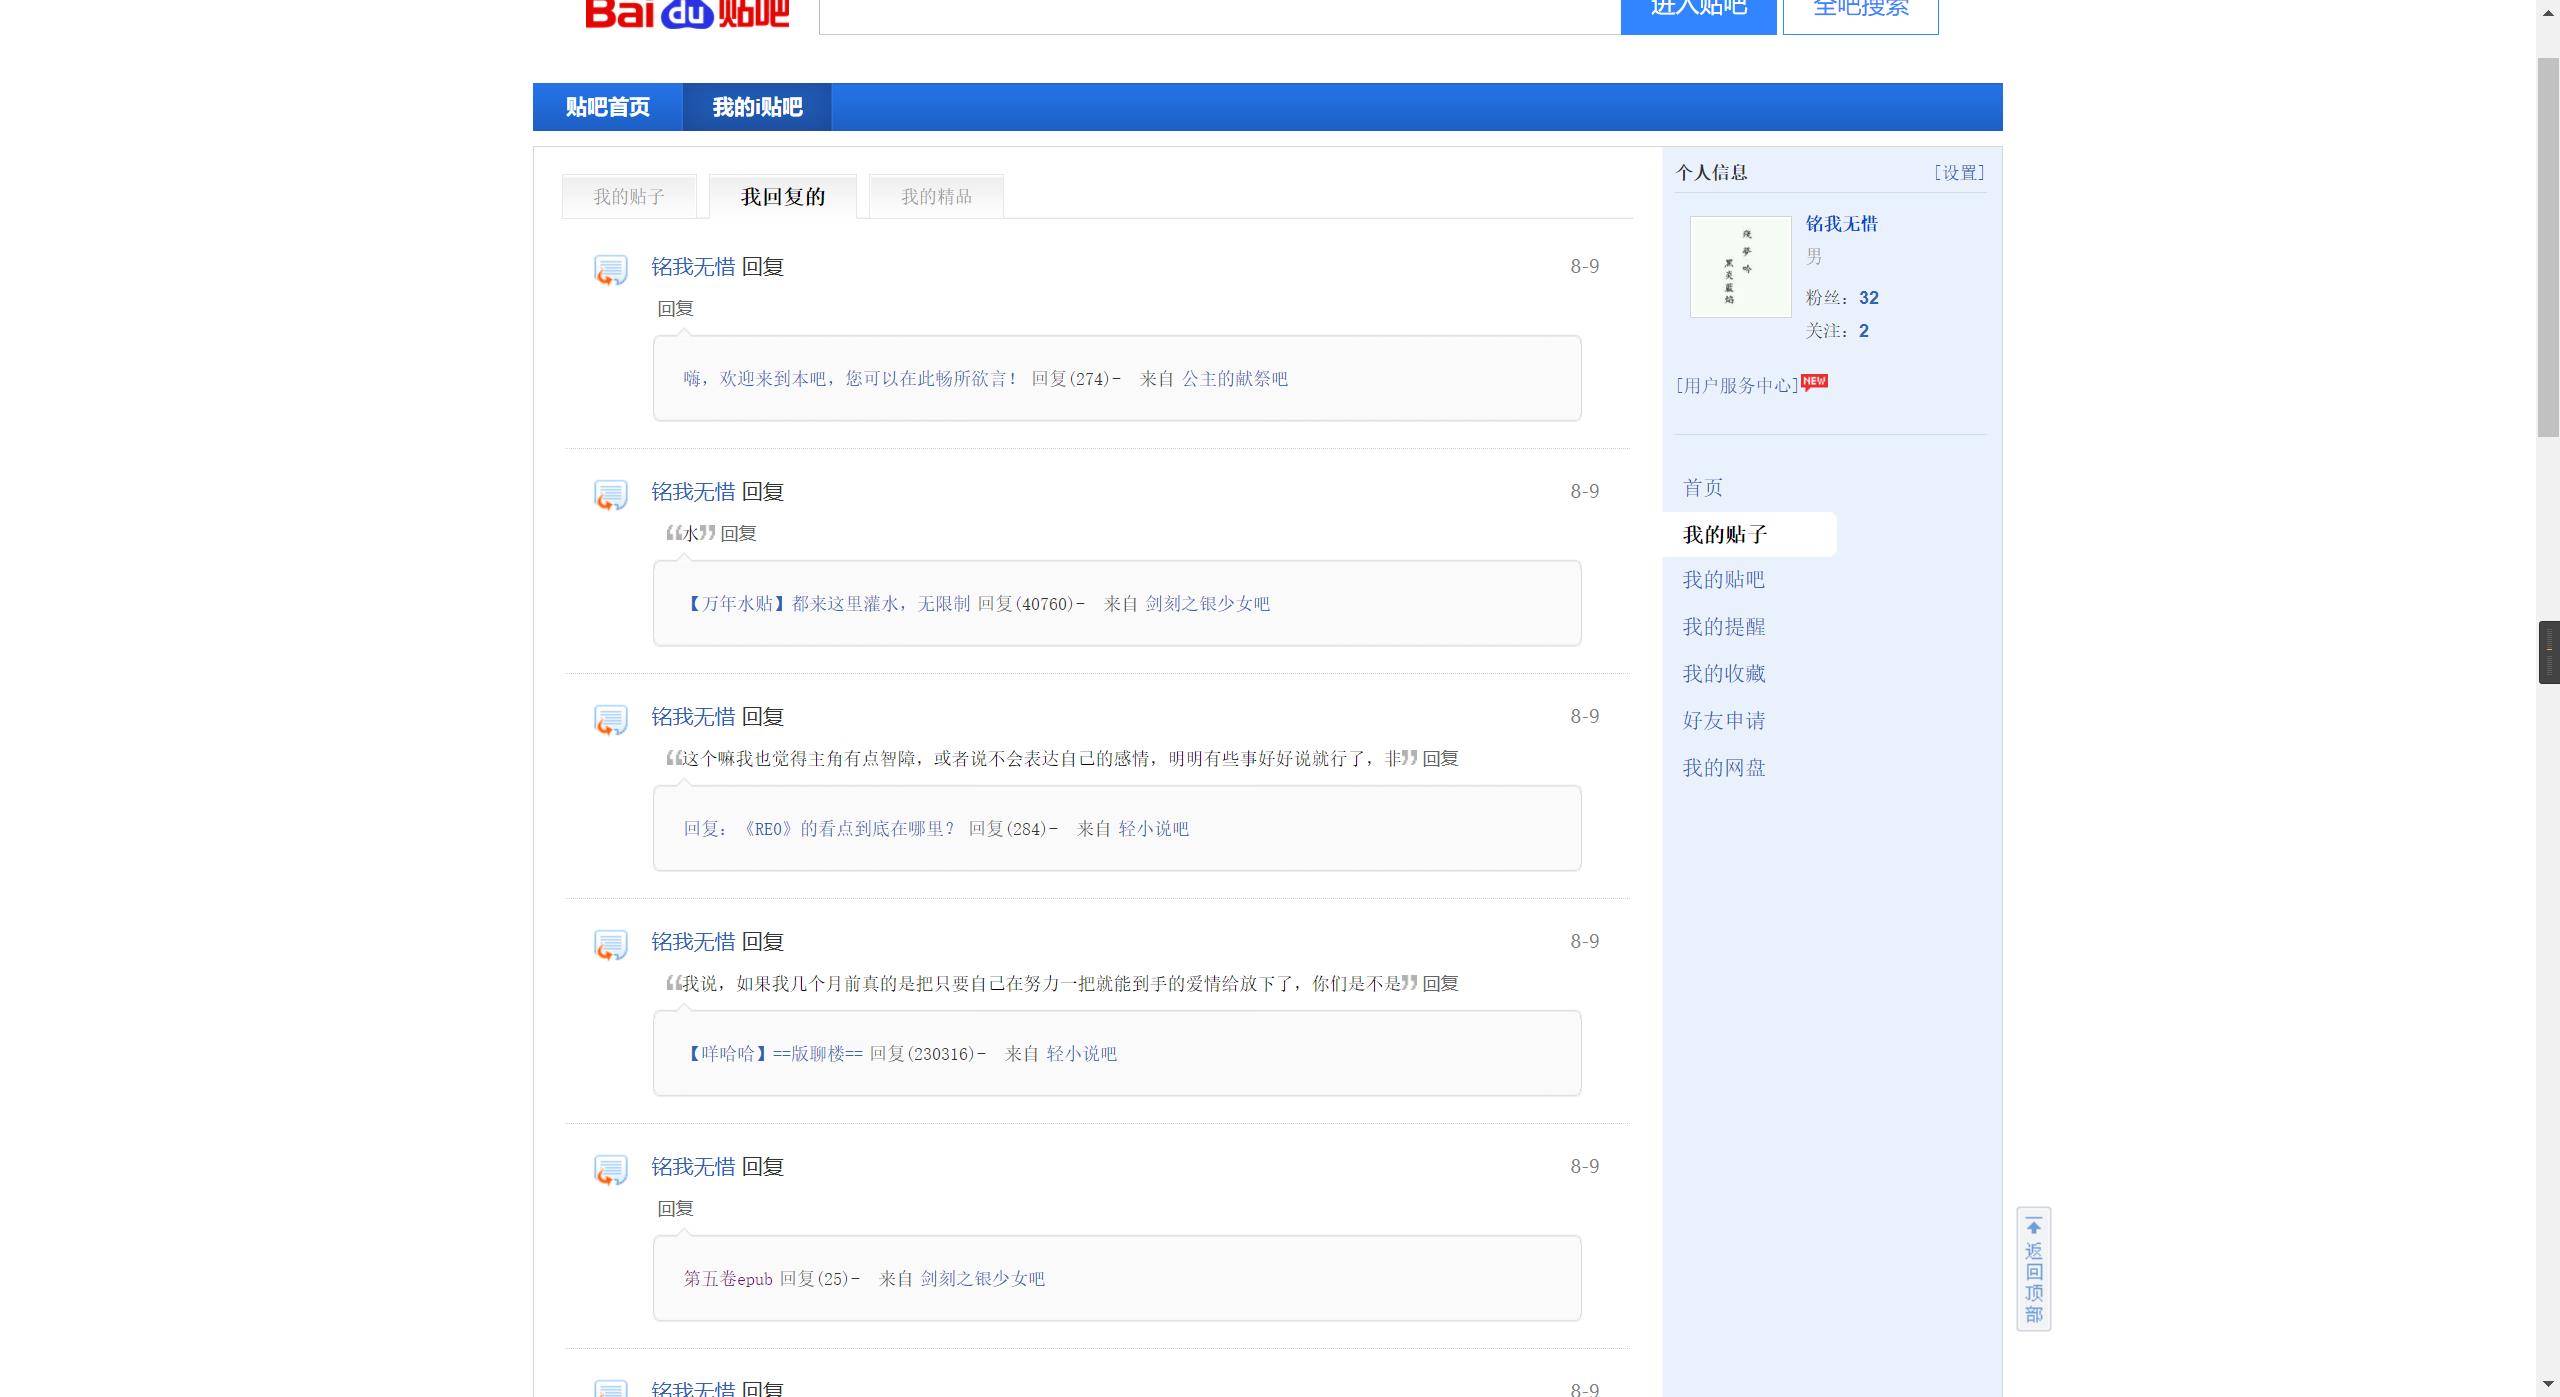 Bai du 贴吧
进入贴吧
全吧搜索
贴吧首页
我的i贴吧
我的贴子
我回复的
我的精品
铭我无惜 回复
8-9
回复
嗨，欢迎来到本吧，您可以在此畅所欲言！ 回复(274)- 来自 公主的献祭吧
铭我无惜 回复
8-9
“水” 回复
【万年水贴】都来这里灌水，无限制 回复(40760)- 来自 剑刻之银少女吧
铭我无惜 回复
8-9
“这个嘛我也觉得主角有点智障，或者说不会表达自己的感情，明明有些事好好说就行了，非” 回复
回复：《RE0》的看点到底在哪里？ 回复(284)- 来自 轻小说吧
铭我无惜 回复
8-9
“我说，如果我几个月前真的是把只要自己在努力一把就能到手的爱情给放下了，你们是不是” 回复
【咩哈哈】==版聊楼== 回复(230316)- 来自 轻小说吧
铭我无惜 回复
8-9
回复
第五卷epub 回复(25)- 来自 剑刻之银少女吧
铭我无惜 回复
8-9
个人信息
[设置]
残梦吟
黑炎蓝焰
铭我无惜
男
粉丝：32
关注：2
[用户服务中心] NEW
首页
我的贴子
我的贴吧
我的提醒
我的收藏
好友申请
我的网盘
返回顶部